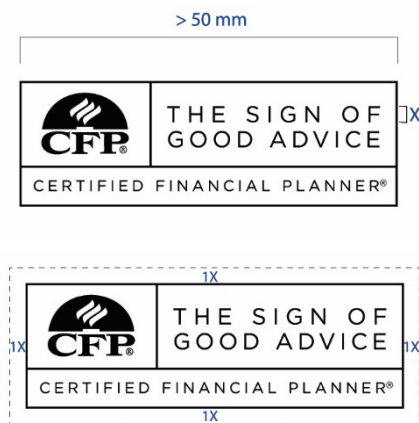 > 50 mm
THE SIGN OF X
GOOD ADVICE
CFP®
CERTIFIED FINANCIAL PLANNER®
1X
THE SIGN OF
GOOD ADVICE
CFP®
1X 1X
CERTIFIED FINANCIAL PLANNER®
1X